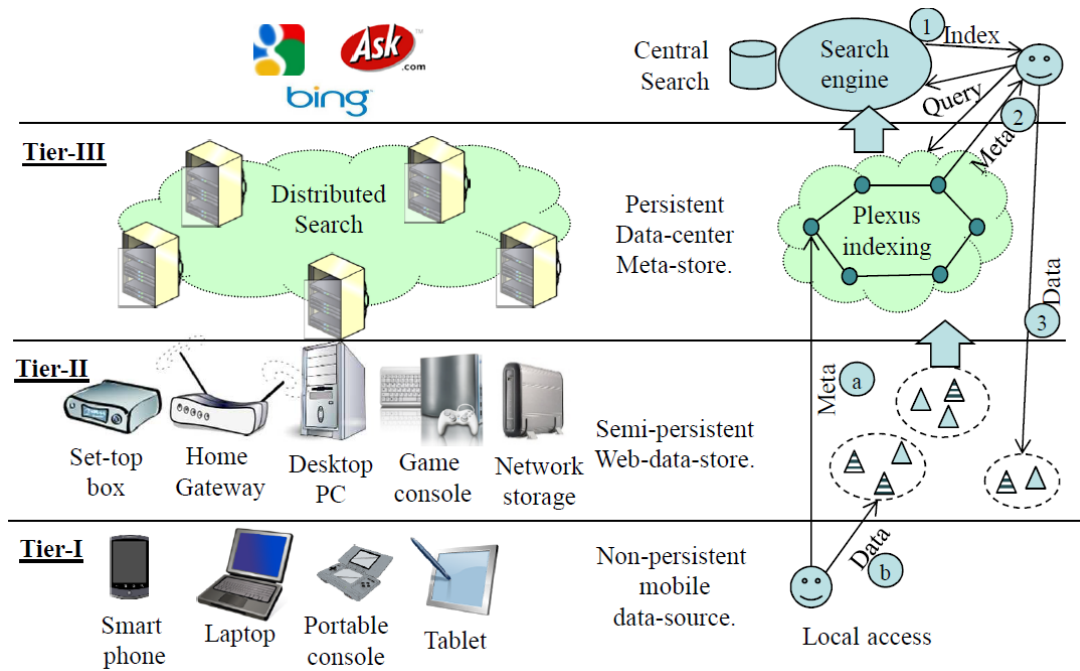 Ask
.com
TM
bing
TM
Central
Search
Search
engine
1
Index
Query
2
Meta
Tier-III
Distributed
Search
Persistent
Data-center
Meta-store.
Plexus
indexing
Data
3
Tier-II
Set-top
box
Home
Gateway
Desktop
PC
Game
console
Network
storage
Semi-persistent
Web-data-store.
Meta
a
Tier-I
Smart
phone
Laptop
Portable
console
Tablet
Non-persistent
mobile
data-source.
Data
b
Local access